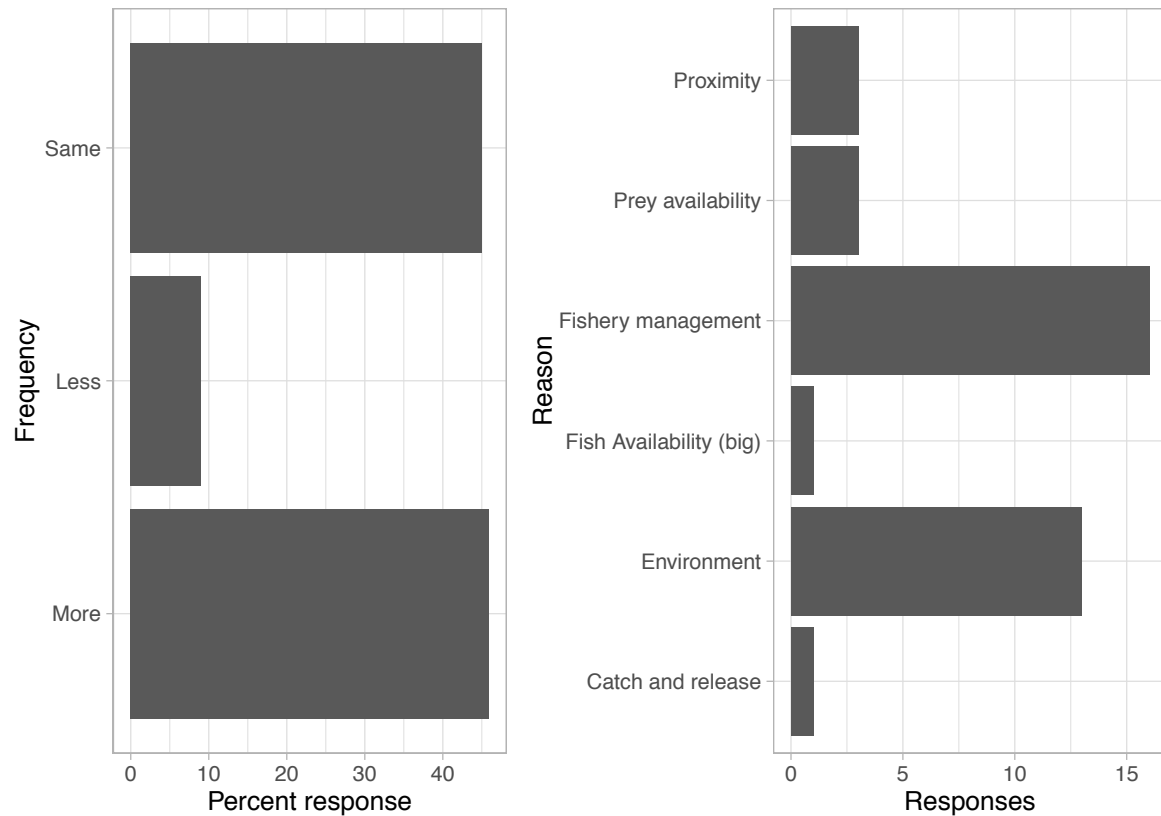 Frequency
Same
Less
More
0 10 20 30 40
Percent response
Reason
Proximity
Prey availability
Fishery management
Fish Availability (big)
Environment
Catch and release
0 5 10 15
Responses